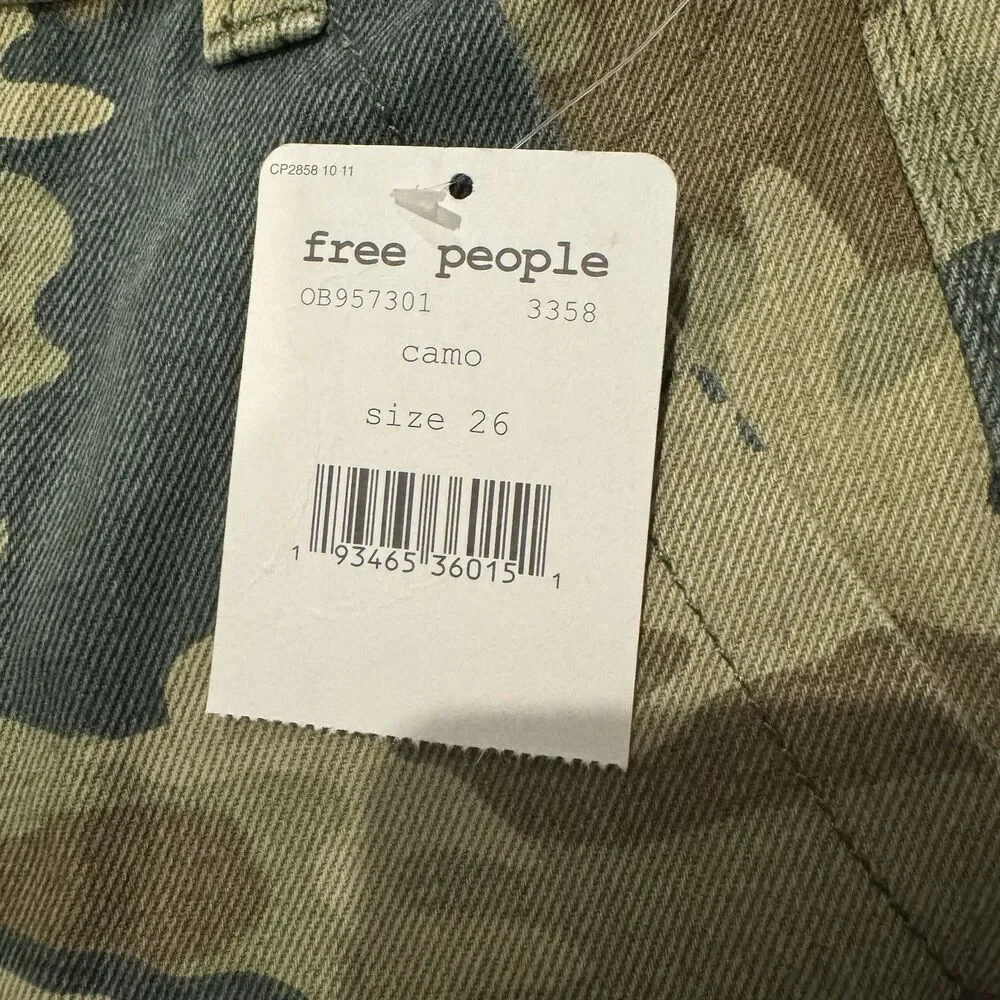 CP2858 10 11
free people
OB957301 3358
camo
size 26
1 93465 36015 1